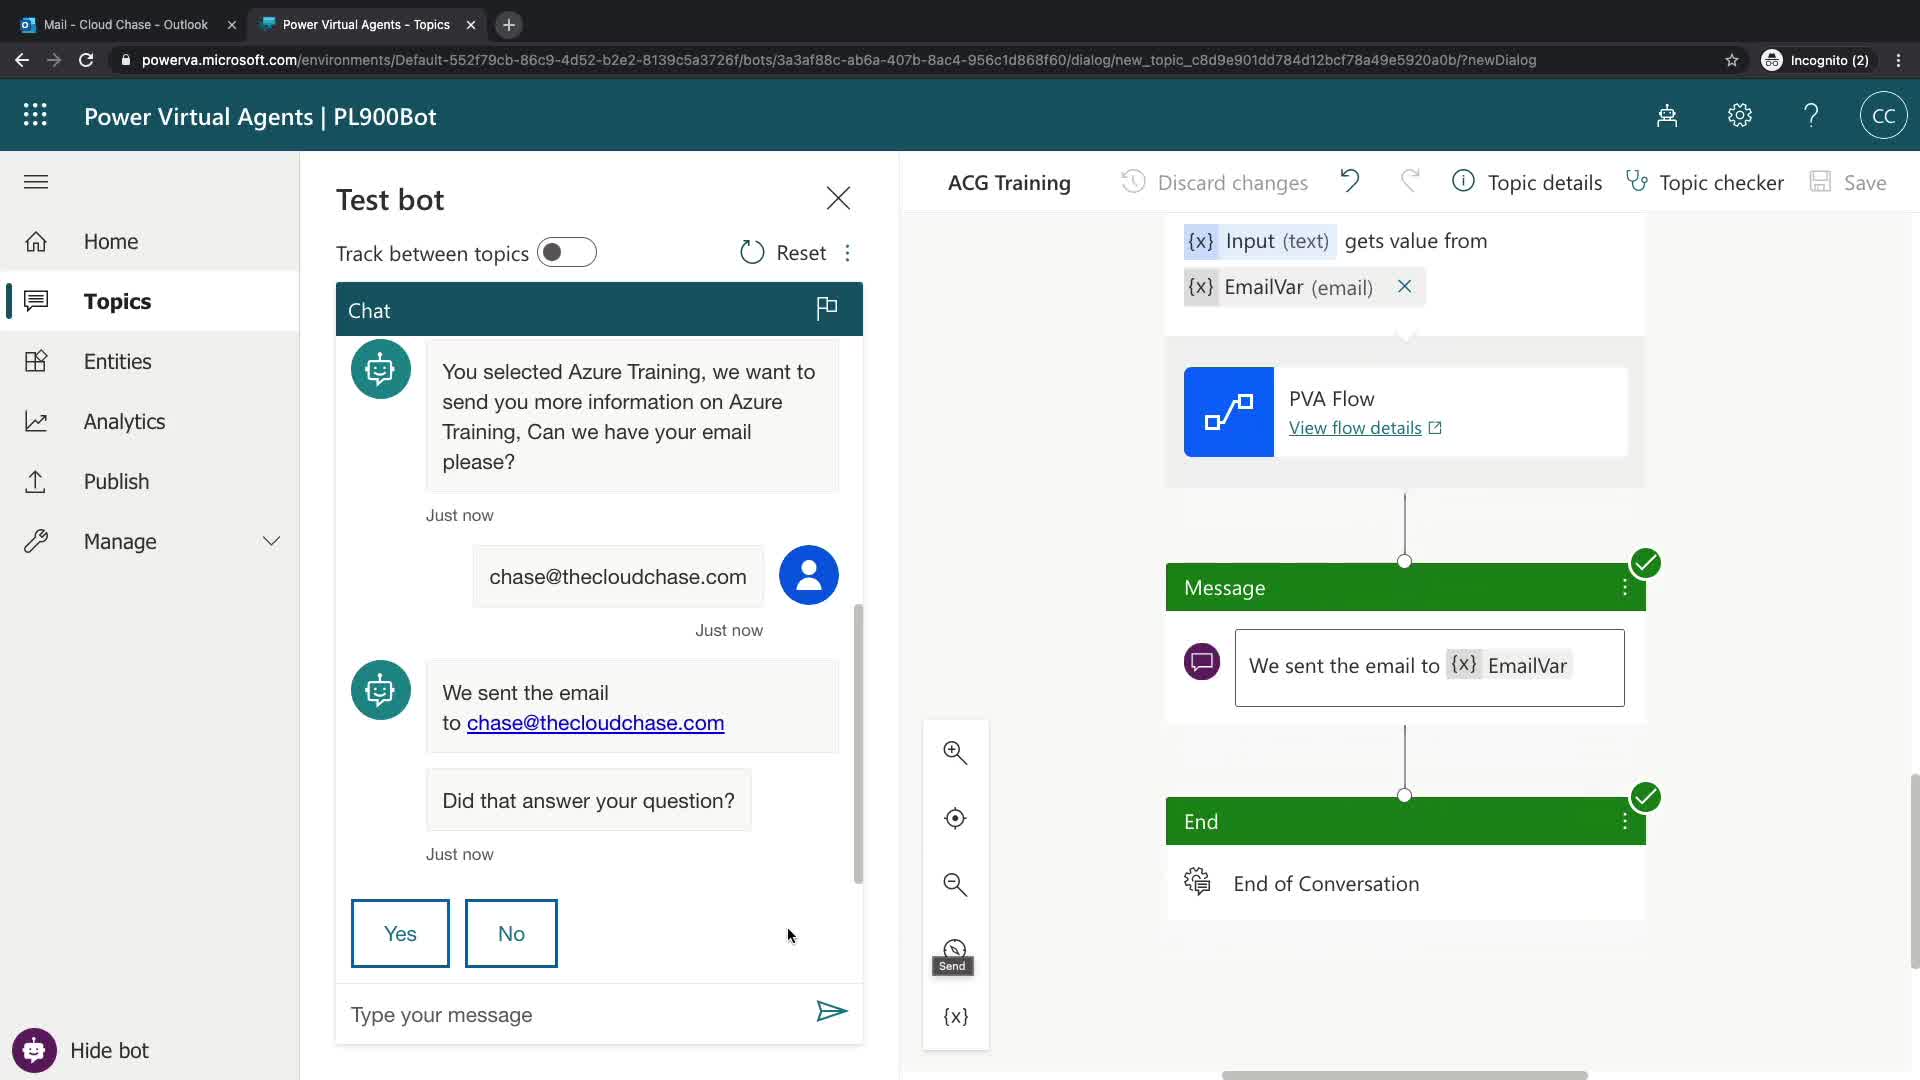 Mail - Cloud Chase - Outlook
Power Virtual Agents - Topics
powerva.microsoft.com/environments/Default-552f79cb-86c9-4d52-b2e2-8139c5a3726f/bots/3a3af88c-ab6a-407b-8ac4-956c1d868f60/dialog/new_topic_c8d9e901dd784d12bcf78a49e5920a0b/?newDialog
Incognito (2)
Power Virtual Agents | PL900Bot
CC
Home
Topics
Entities
Analytics
Publish
Manage
Hide bot
Test bot
Track between topics
Reset
Chat
You selected Azure Training, we want to
send you more information on Azure
Training, Can we have your email
please?
Just now
chase@thecloudchase.com
Just now
We sent the email
to chase@thecloudchase.com
Did that answer your question?
Just now
Yes
No
Type your message
ACG Training
Discard changes
Topic details
Topic checker
Save
{x} Input (text) gets value from
{x} EmailVar (email)
PVA Flow
View flow details
Message
We sent the email to {x} EmailVar
End
End of Conversation
Send
{x}